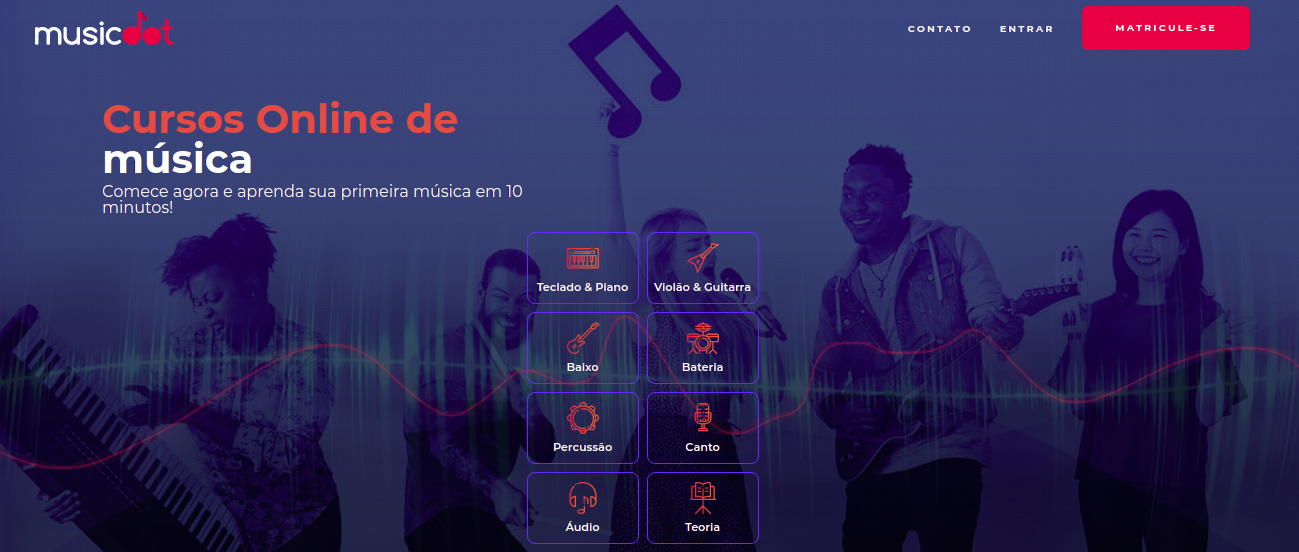 musicdot
CONTATO
ENTRAR
MATRICULE-SE
Cursos Online de
música
Comece agora e aprenda sua primeira música em 10
minutos!
Teclado & Piano
Violão & Guitarra
Baixo
Bateria
Percussão
Canto
Áudio
Teoria